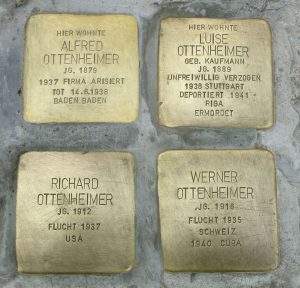 HIER WOHNTE
ALFRED
OTTENHEIMER
JG. 1879
1937 FIRMA ARISIERT
TOT 14.6.1938
BADEN BADEN
HIER WOHNTE
LUISE
OTTENHEIMER
GEB. KAUFMANN
JG. 1889
UNFREIWILLIG VERZOGEN
1938 STUTTGART
DEPORTIERT 1941
RIGA
ERMORDET
RICHARD
OTTENHEIMER
JG. 1912
FLUCHT 1937
USA
WERNER
OTTENHEIMER
JG. 1916
FLUCHT 1935
SCHWEIZ
1940 CUBA